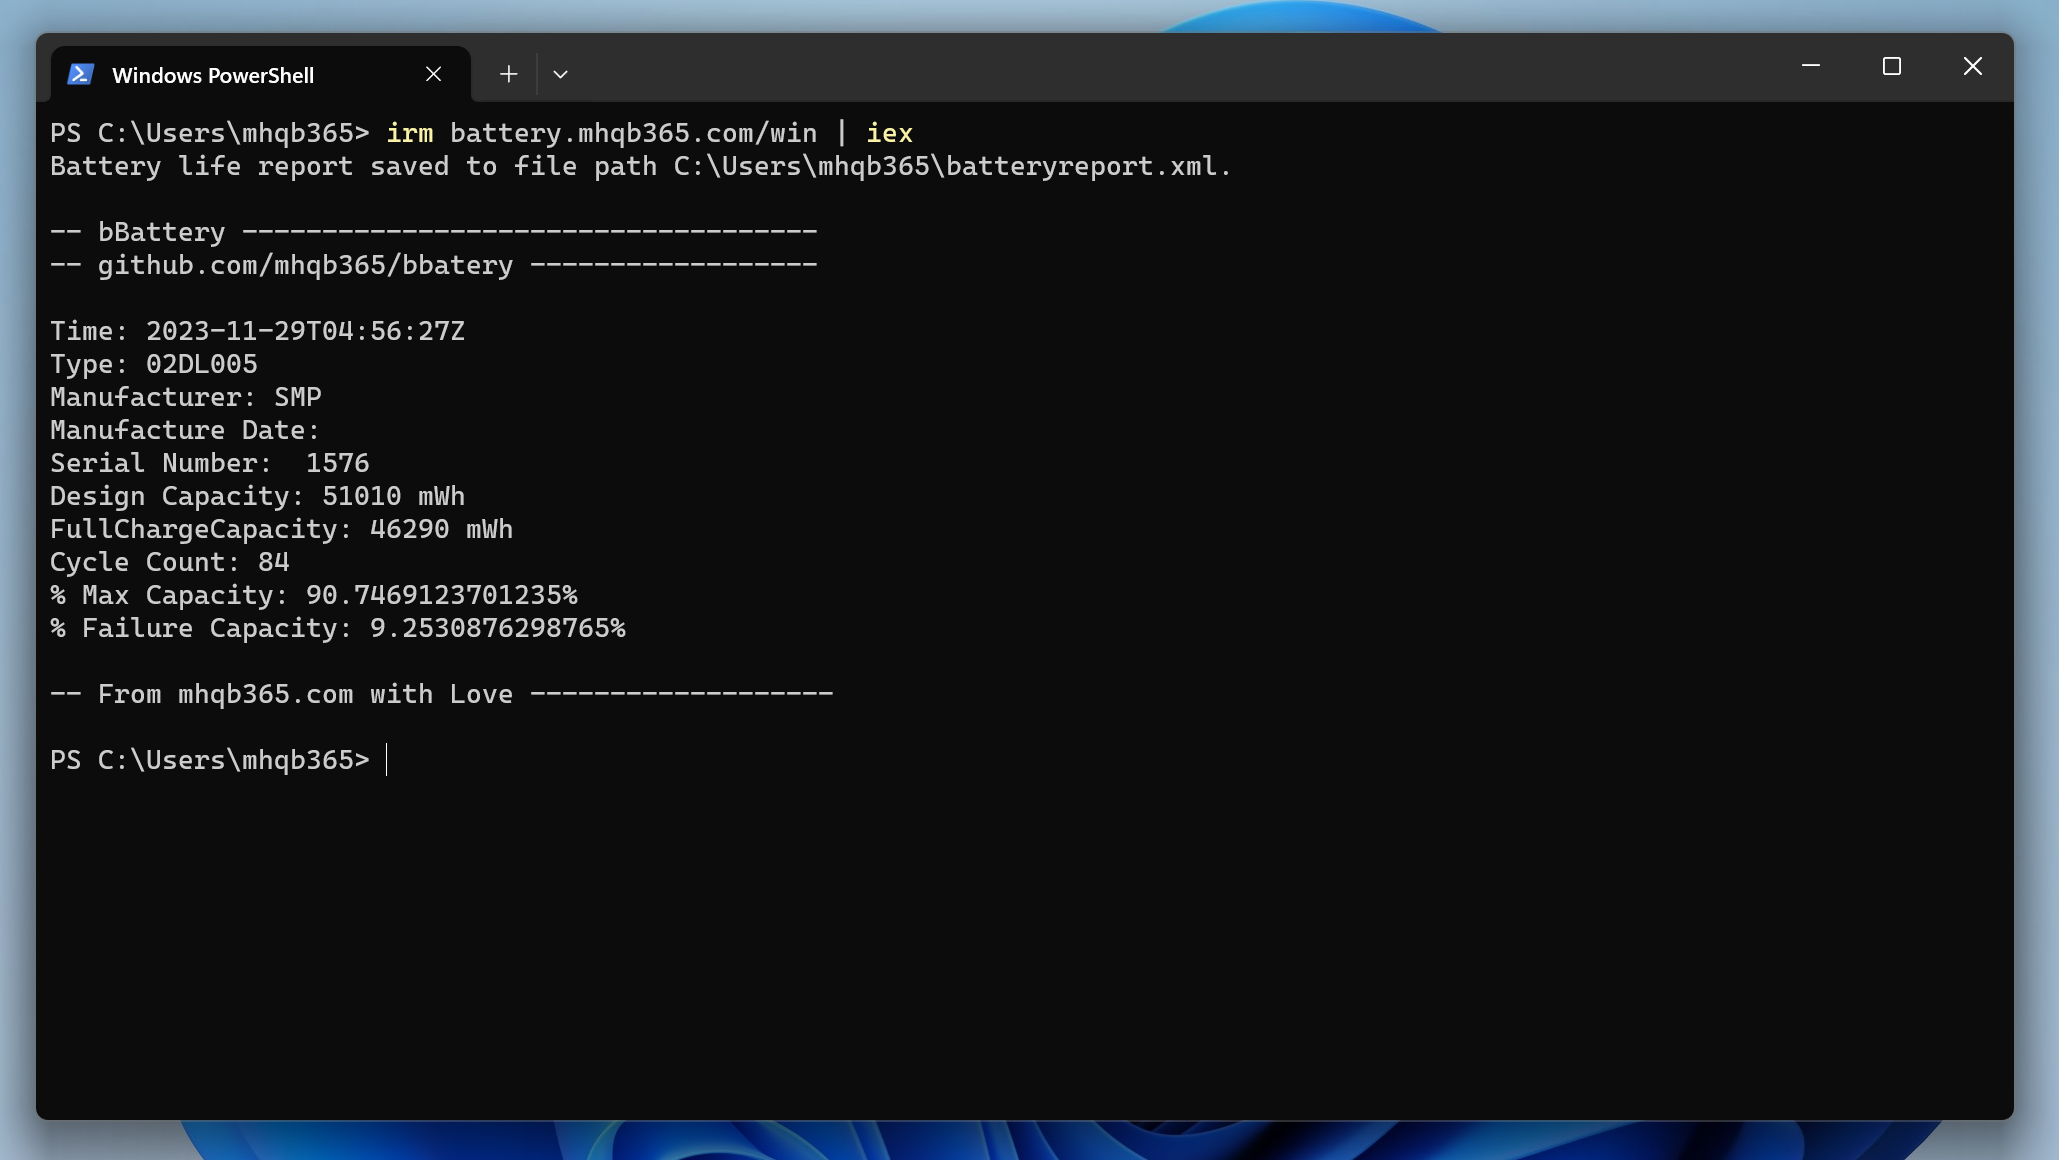 Windows PowerShell
PS C:\Users\mhqb365> irm battery.mhqb365.com/win | iex
Battery life report saved to file path C:\Users\mhqb365\batteryreport.xml.
-- bBattery ------------------------------------
-- github.com/mhqb365/bbatery ------------------
Time: 2023-11-29T04:56:27Z
Type: 02DL005
Manufacturer: SMP
Manufacture Date:
Serial Number:  1576
Design Capacity: 51010 mWh
FullChargeCapacity: 46290 mWh
Cycle Count: 84
% Max Capacity: 90.7469123701235%
% Failure Capacity: 9.2530876298765%
-- From mhqb365.com with Love -------------------
PS C:\Users\mhqb365>